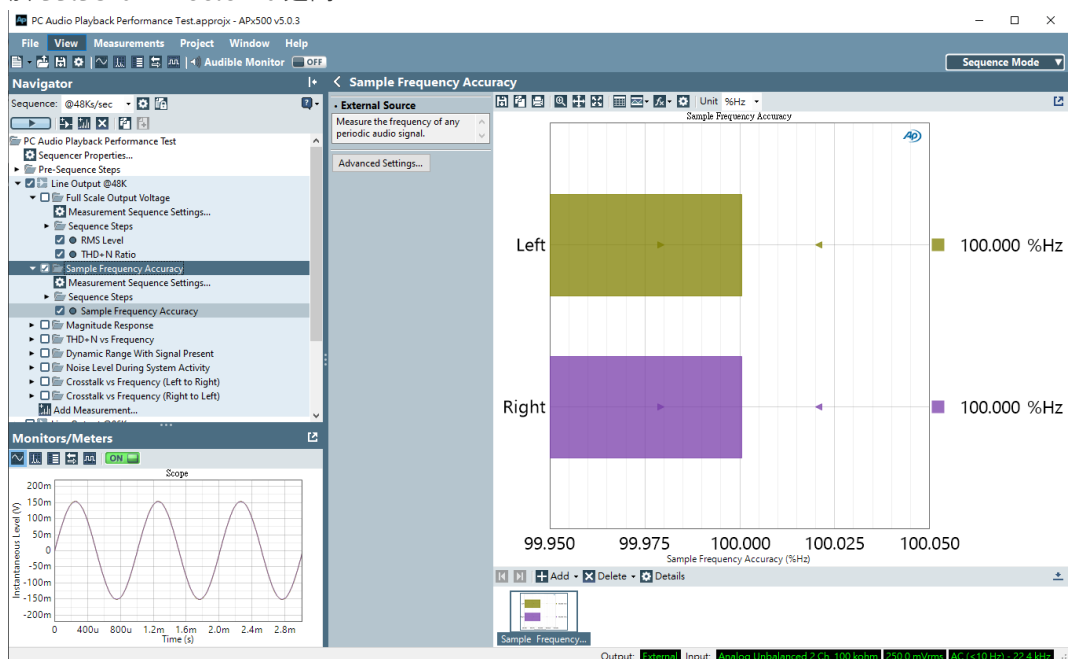 PC Audio Playback Performance Test.approjx - APx500 v5.0.3
File View Measurements Project Window Help
Audible Monitor OFF
Sequence Mode
Navigator
Sample Frequency Accuracy
Sequence: @48Ks/sec
External Source
Measure the frequency of any periodic audio signal.
Advanced Settings...
Unit %Hz
PC Audio Playback Performance Test
Sequencer Properties...
Pre-Sequence Steps
Line Output @48K
Full Scale Output Voltage
Measurement Sequence Settings...
Sequence Steps
RMS Level
THD+N Ratio
Sample Frequency Accuracy
Measurement Sequence Settings...
Sequence Steps
Sample Frequency Accuracy
Magnitude Response
THD+N vs Frequency
Dynamic Range With Signal Present
Noise Level During System Activity
Crosstalk vs Frequency (Left to Right)
Crosstalk vs Frequency (Right to Left)
Add Measurement...
Sample Frequency Accuracy
AP
Left
100.000 %Hz
Right
100.000 %Hz
99.950 99.975 100.000 100.025 100.050
Sample Frequency Accuracy (%Hz)
Add Delete Details
Sample Frequency...
Monitors/Meters
ON
Scope
Instantaneous Level (V)
200m
150m
100m
50m
0
-50m
-100m
-150m
-200m
0 400u 800u 1.2m 1.6m 2.0m 2.4m 2.8m
Time (s)
Output: External Input: Analog Unbalanced 2 Ch, 100 kohm 250.0 mVrms AC (<10 Hz) - 22.4 kHz